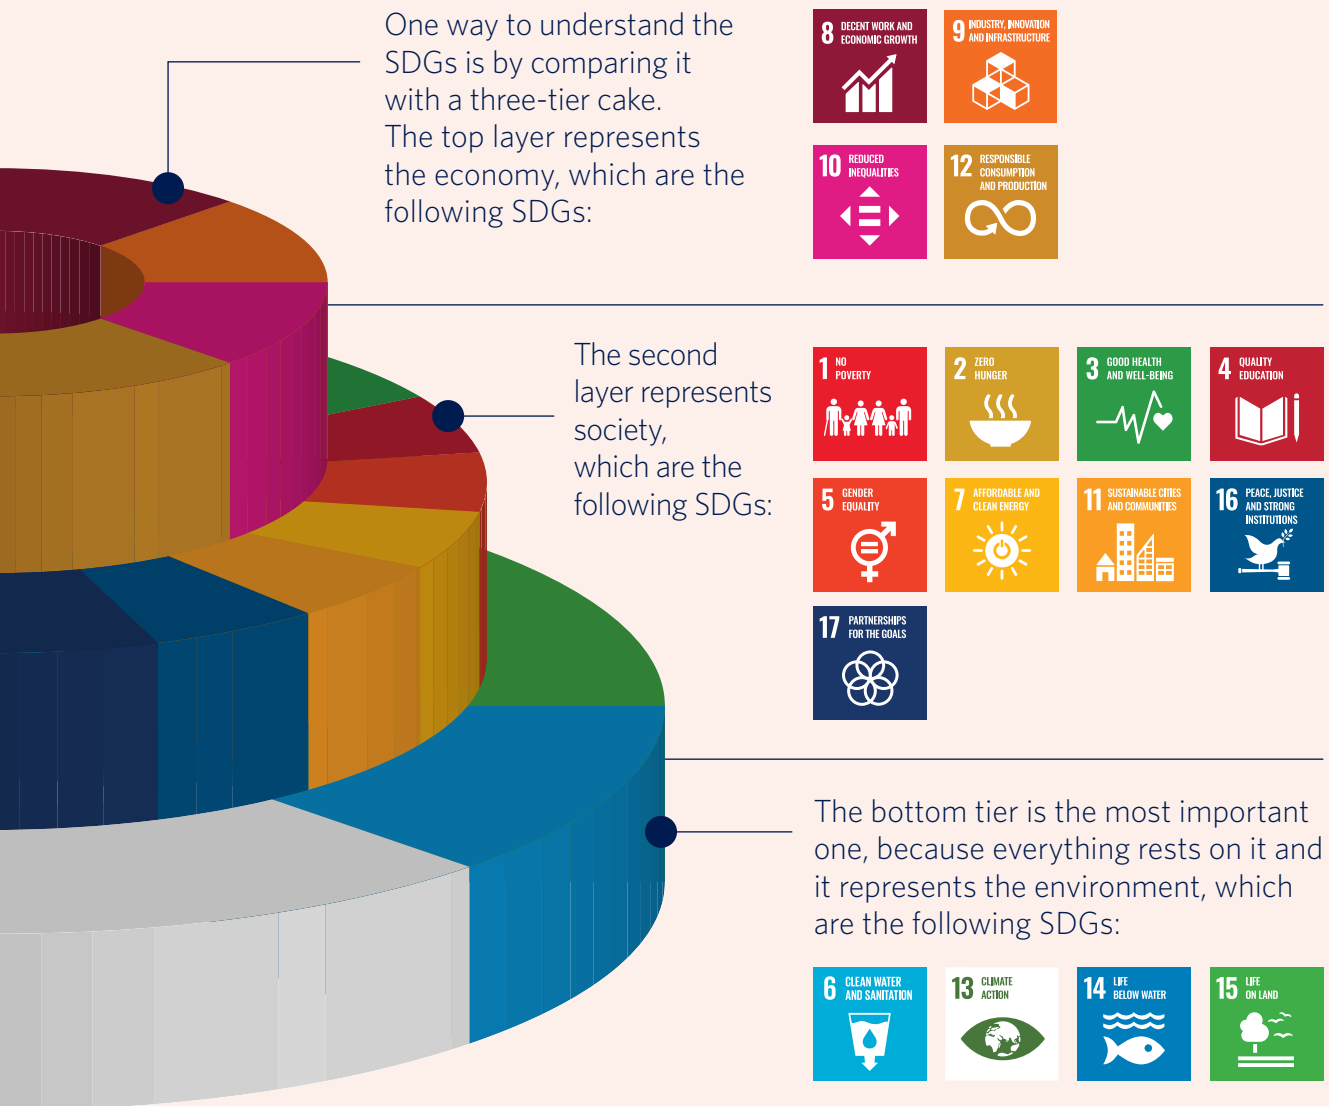 One way to understand the
SDGs is by comparing it
with a three-tier cake.
The top layer represents
the economy, which are the
following SDGs:
8 DECENT WORK AND
ECONOMIC GROWTH
9 INDUSTRY, INNOVATION
AND INFRASTRUCTURE
10 REDUCED
INEQUALITIES
12 RESPONSIBLE
CONSUMPTION
AND PRODUCTION
The second
layer represents
society,
which are the
following SDGs:
1 NO
POVERTY
2 ZERO
HUNGER
3 GOOD HEALTH
AND WELL-BEING
4 QUALITY
EDUCATION
5 GENDER
EQUALITY
7 AFFORDABLE AND
CLEAN ENERGY
11 SUSTAINABLE CITIES
AND COMMUNITIES
16 PEACE, JUSTICE
AND STRONG
INSTITUTIONS
17 PARTNERSHIPS
FOR THE GOALS
The bottom tier is the most important
one, because everything rests on it and
it represents the environment, which
are the following SDGs:
6 CLEAN WATER
AND SANITATION
13 CLIMATE
ACTION
14 LIFE
BELOW WATER
15 LIFE
ON LAND